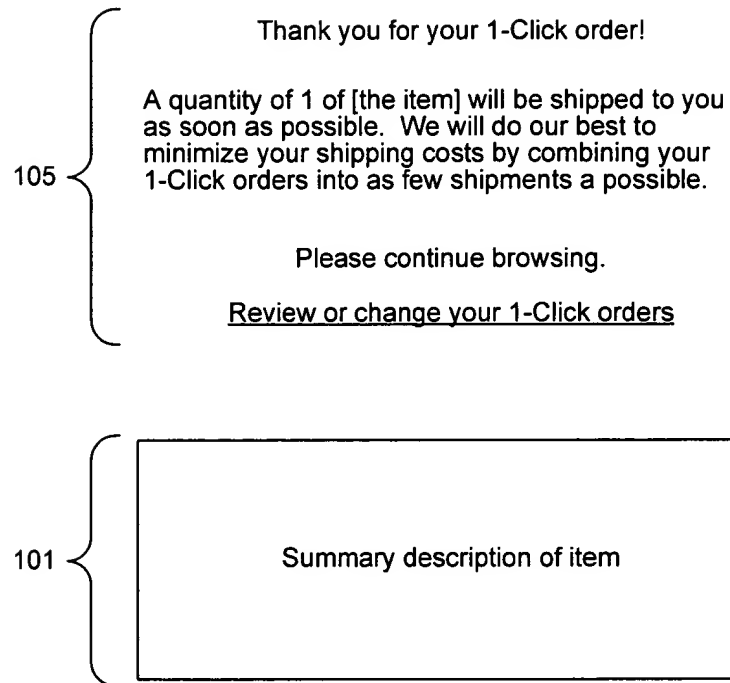 Thank you for your 1-Click order!
A quantity of 1 of [the item] will be shipped to you
as soon as possible. We will do our best to
minimize your shipping costs by combining your
1-Click orders into as few shipments a possible.
105
Please continue browsing.
Review or change your 1-Click orders
101
Summary description of item